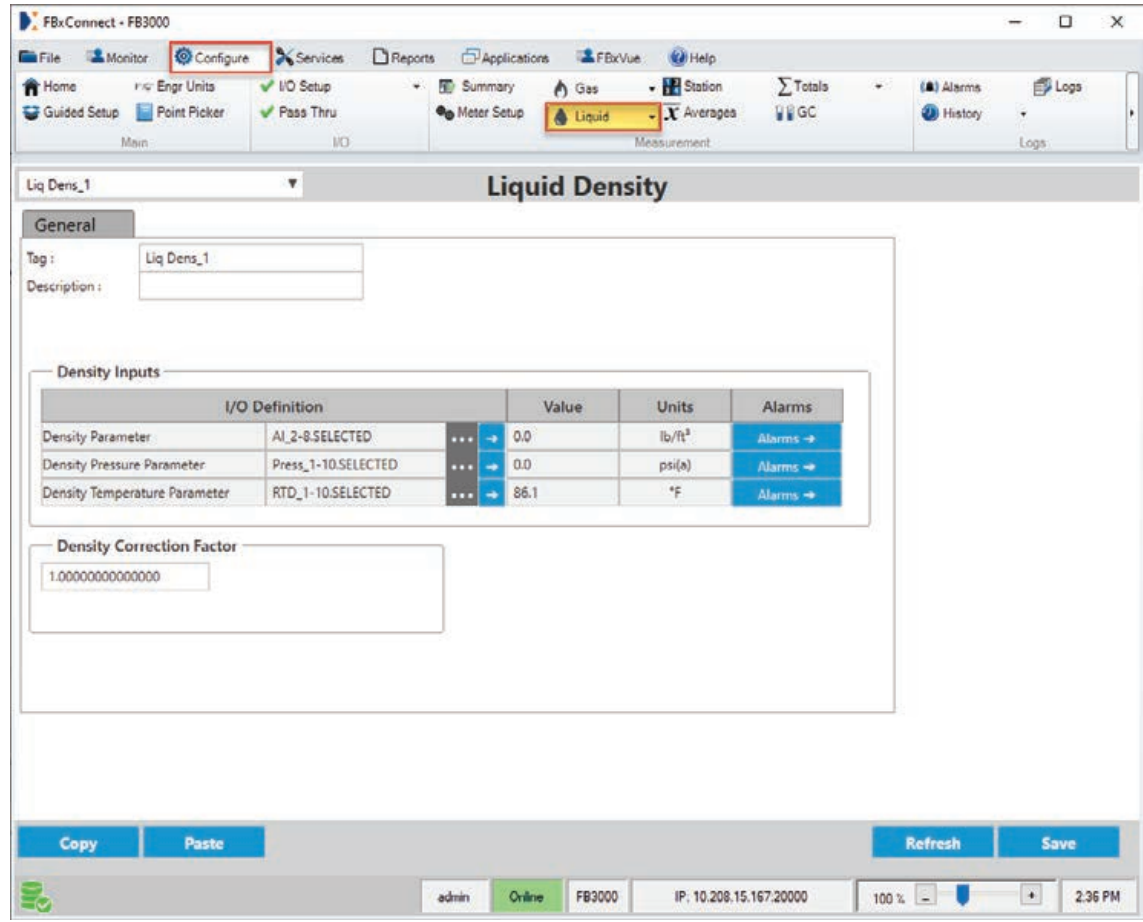 FBxConnect - FB3000
File Monitor Configure Services Reports Applications FBxVue Help
Home Engr Units I/O Setup Summary Gas Station Totals Alarms Logs
Guided Setup Point Picker Pass Thru Meter Setup Liquid Averages GC History
Main I/O Measurement Logs
Liq Dens_1
Liquid Density
General
Tag : Liq Dens_1
Description :
Density Inputs
I/O Definition Value Units Alarms
Density Parameter AI_2-8.SELECTED ... 0.0 lb/ft³ Alarms →
Density Pressure Parameter Press_1-10.SELECTED ... 0.0 psi(a) Alarms →
Density Temperature Parameter RTD_1-10.SELECTED ... 86.1 °F Alarms →
Density Correction Factor
1.00000000000000
Copy Paste Refresh Save
admin Online FB3000 IP: 10.208.15.167:20000 100 % - + 2:36 PM